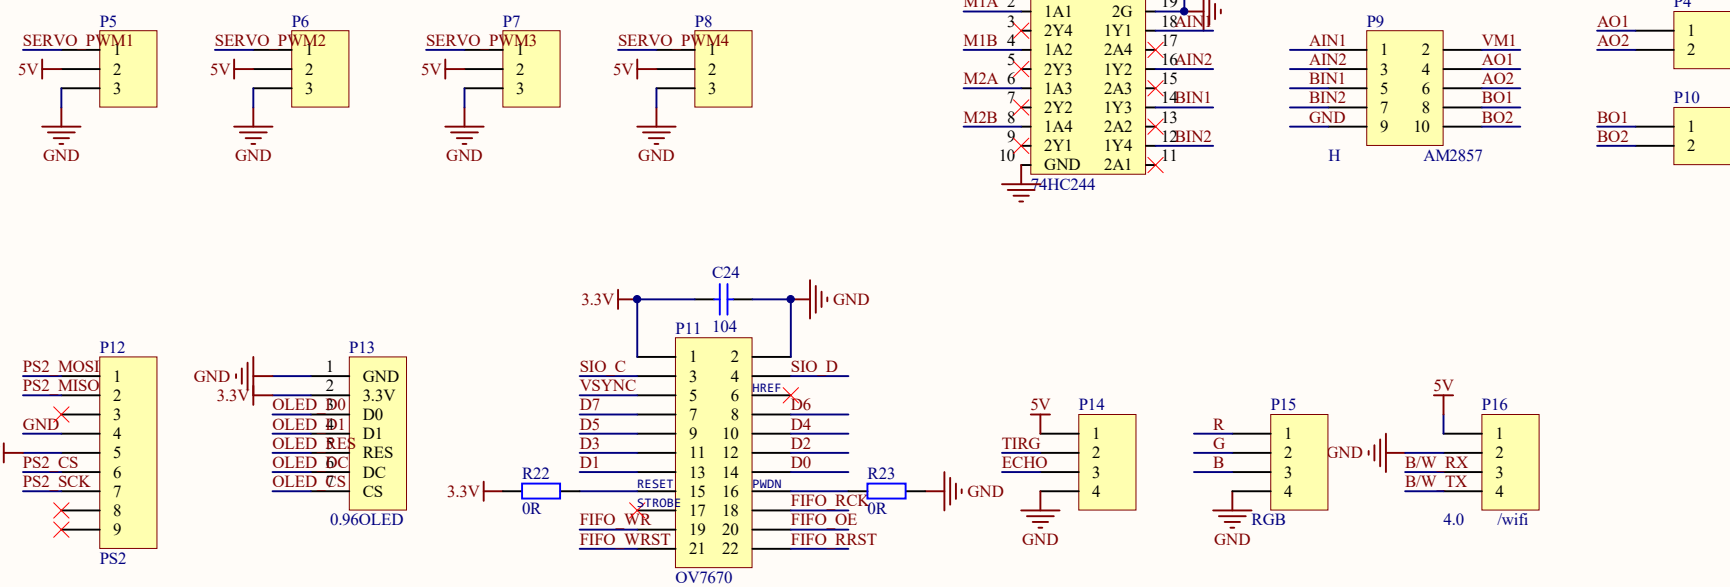 P5
SERVO_PWM1
1
5V
2
3
GND
P6
SERVO_PWM2
1
5V
2
3
GND
P7
SERVO_PWM3
1
5V
2
3
GND
P8
SERVO_PWM4
1
5V
2
3
GND
M1A 2 1A1 2G 19
3 2Y4 1Y1 18 AIN1
M1B 4 1A2 2A4 17
5 2Y3 1Y2 16 AIN2
M2A 6 1A3 2A3 15
7 2Y2 1Y3 14 BIN1
M2B 8 1A4 2A2 13
9 2Y1 1Y4 12 BIN2
10 GND 2A1 11
74HC244
P9
AIN1 1 2 VM1
AIN2 3 4 AO1
BIN1 5 6 AO2
BIN2 7 8 BO1
GND 9 10 BO2
H AM2857
P4
AO1 1
AO2 2
P10
BO1 1
BO2 2
P12
PS2_MOSI 1
PS2_MISO 2
3
GND 4
5
PS2_CS 6
PS2_SCK 7
8
9
PS2
P13
GND 1 GND
3.3V 2 3.3V
OLED_D0 3 D0
OLED_D1 4 D1
OLED_RES 5 RES
OLED_DC 6 DC
OLED_CS 7 CS
0.96OLED
C24
3.3V GND
104
P11
1 2
SIO_C 3 4 SIO_D
VSYNC 5 6 HREF
D7 7 8 D6
D5 9 10 D4
D3 11 12 D2
D1 13 14 D0
3.3V R22 0R RESET 15 16 PWDN R23 0R GND
STROBE 17 18 FIFO_RCK
FIFO_WR 19 20 FIFO_OE
FIFO_WRST 21 22 FIFO_RRST
OV7670
P14
5V 1
TIRG 2
ECHO 3
4
GND
P15
R 1
G 2
B 3
4
RGB
GND
P16
5V 1
GND 2
B/W_RX 3
B/W_TX 4
4.0 /wifi